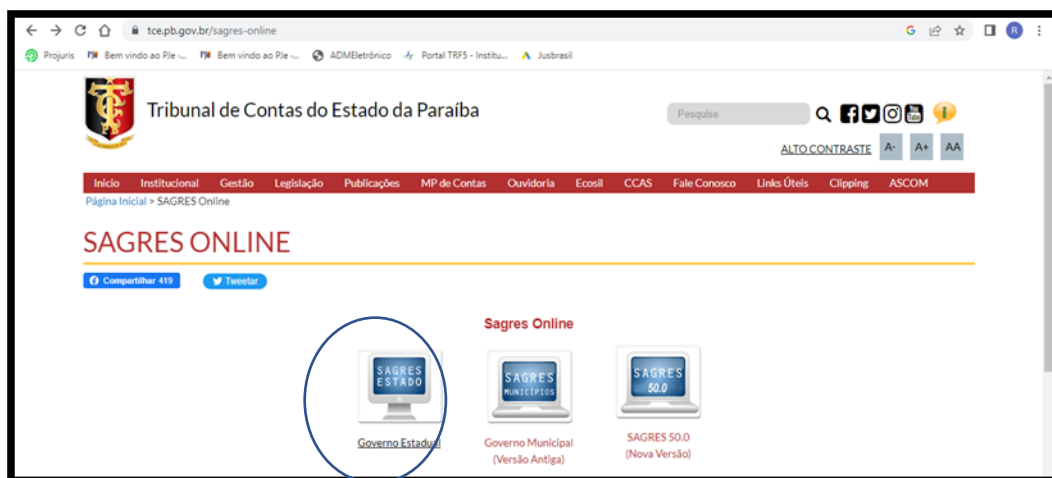 tce.pb.gov.br/sagres-online
G
R
Projuris Bem vindo ao PJe -... Bem vindo ao PJe -... ADMEletrônico Portal TRF5 - Institu... Jusbrasil
Tribunal de Contas do Estado da Paraíba
Pesquise
ALTO CONTRASTE A- A+ AA
Inicio Institucional Gestão Legislação Publicações MP de Contas Ouvidoria Ecosil CCAS Fale Conosco Links Úteis Clipping ASCOM
Página Inicial > SAGRES Online
SAGRES ONLINE
Compartilhar 419 Tweetar
Sagres Online
SAGRES
ESTADO
SAGRES
MUNICÍPIOS
SAGRES
50.0
Governo Estadual
Governo Municipal
(Versão Antiga)
SAGRES 50.0
(Nova Versão)